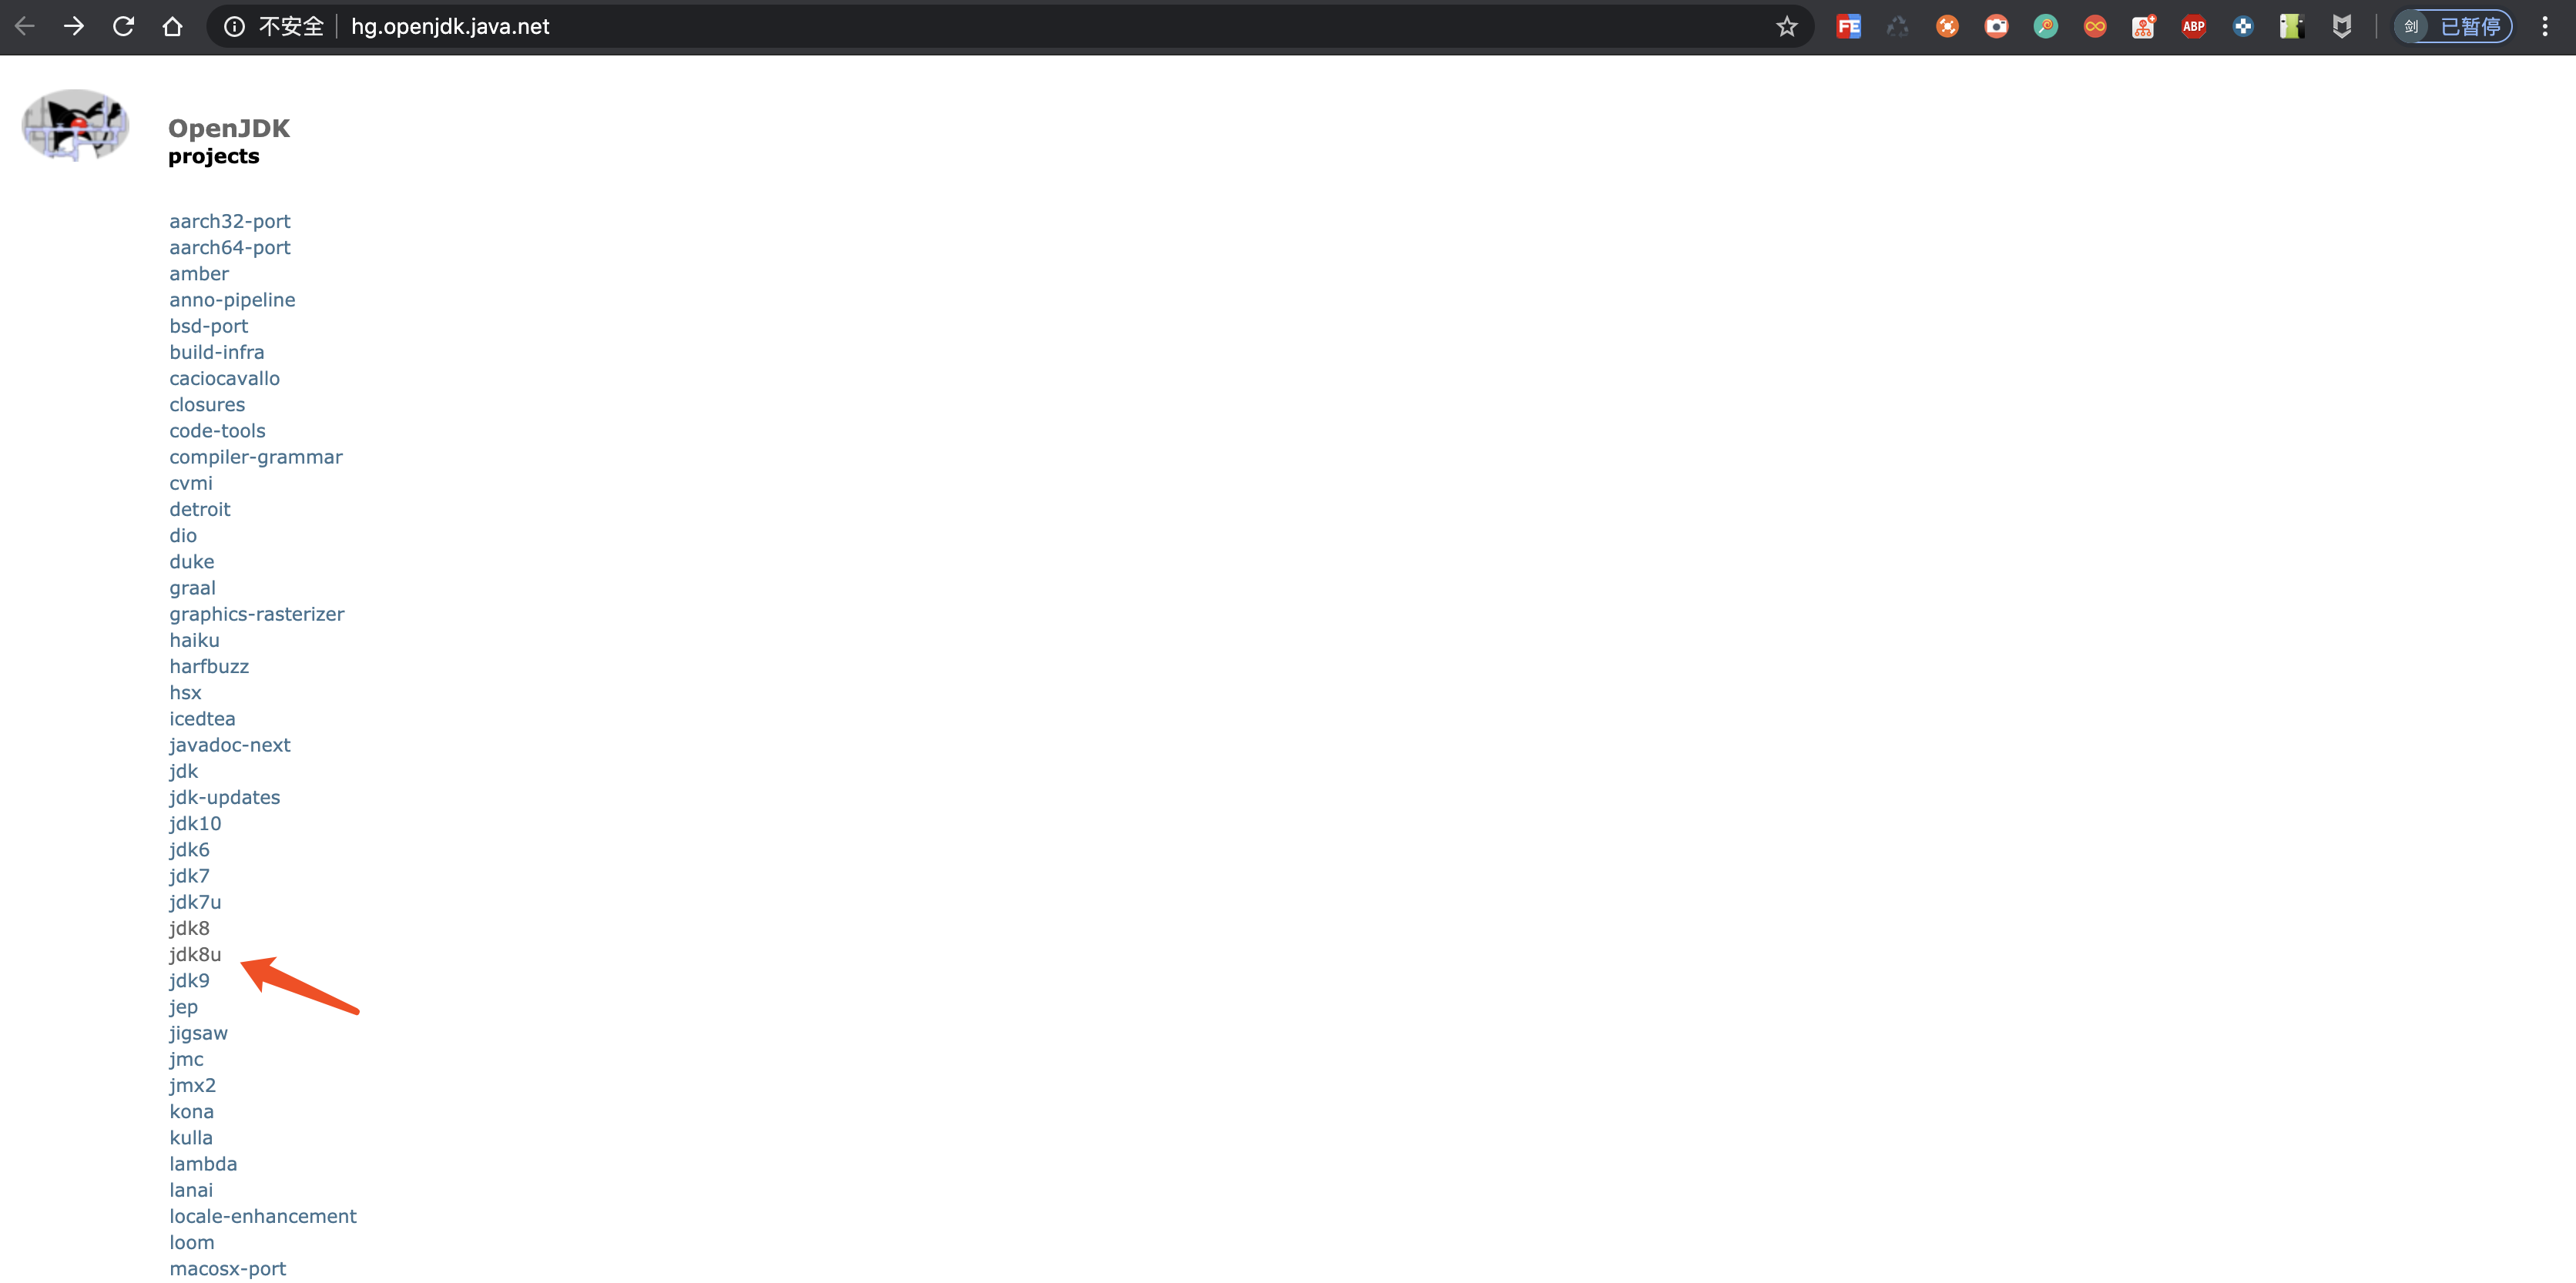 不安全 hg.openjdk.java.net FE ABP 剑 已暂停
OpenJDK
projects
aarch32-port
aarch64-port
amber
anno-pipeline
bsd-port
build-infra
caciocavallo
closures
code-tools
compiler-grammar
cvmi
detroit
dio
duke
graal
graphics-rasterizer
haiku
harfbuzz
hsx
icedtea
javadoc-next
jdk
jdk-updates
jdk10
jdk6
jdk7
jdk7u
jdk8
jdk8u
jdk9
jep
jigsaw
jmc
jmx2
kona
kulla
lambda
lanai
locale-enhancement
loom
macosx-port